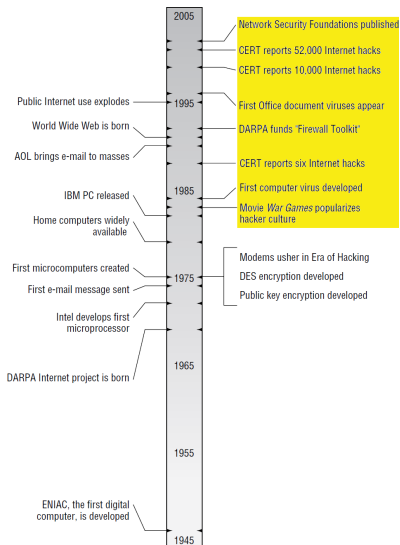 2005
Network Security Foundations published
CERT reports 52,000 Internet hacks
CERT reports 10,000 Internet hacks
Public Internet use explodes
1995
First Office document viruses appear
World Wide Web is born
DARPA funds "Firewall Toolkit"
AOL brings e-mail to masses
CERT reports six Internet hacks
IBM PC released
1985
First computer virus developed
Movie War Games popularizes
hacker culture
Home computers widely
available
Modems usher in Era of Hacking
First microcomputers created
1975
DES encryption developed
First e-mail message sent
Public key encryption developed
Intel develops first
microprocessor
1965
DARPA Internet project is born
1955
ENIAC, the first digital
computer, is developed
1945